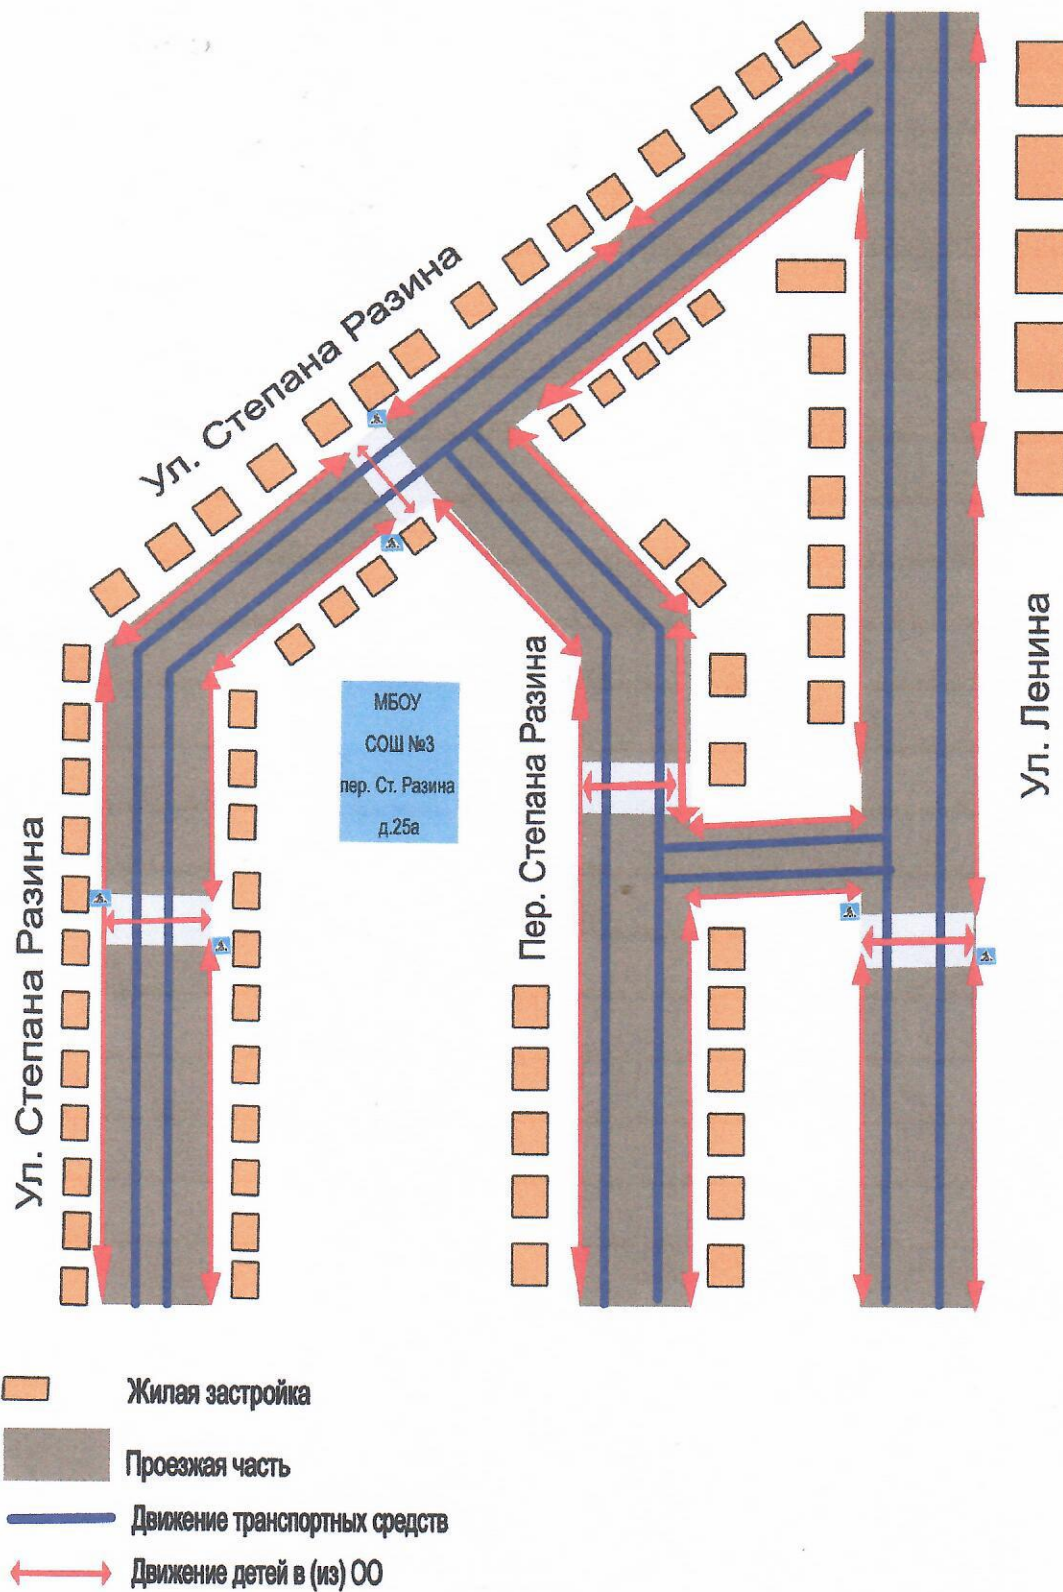 Ул. Степана Разина
Ул. Степана Разина
МБОУ
СОШ №3
пер. Ст. Разина
д.25а
Пер. Степана Разина
Ул. Ленина
Жилая застройка
Проезжая часть
Движение транспортных средств
Движение детей в (из) ОО